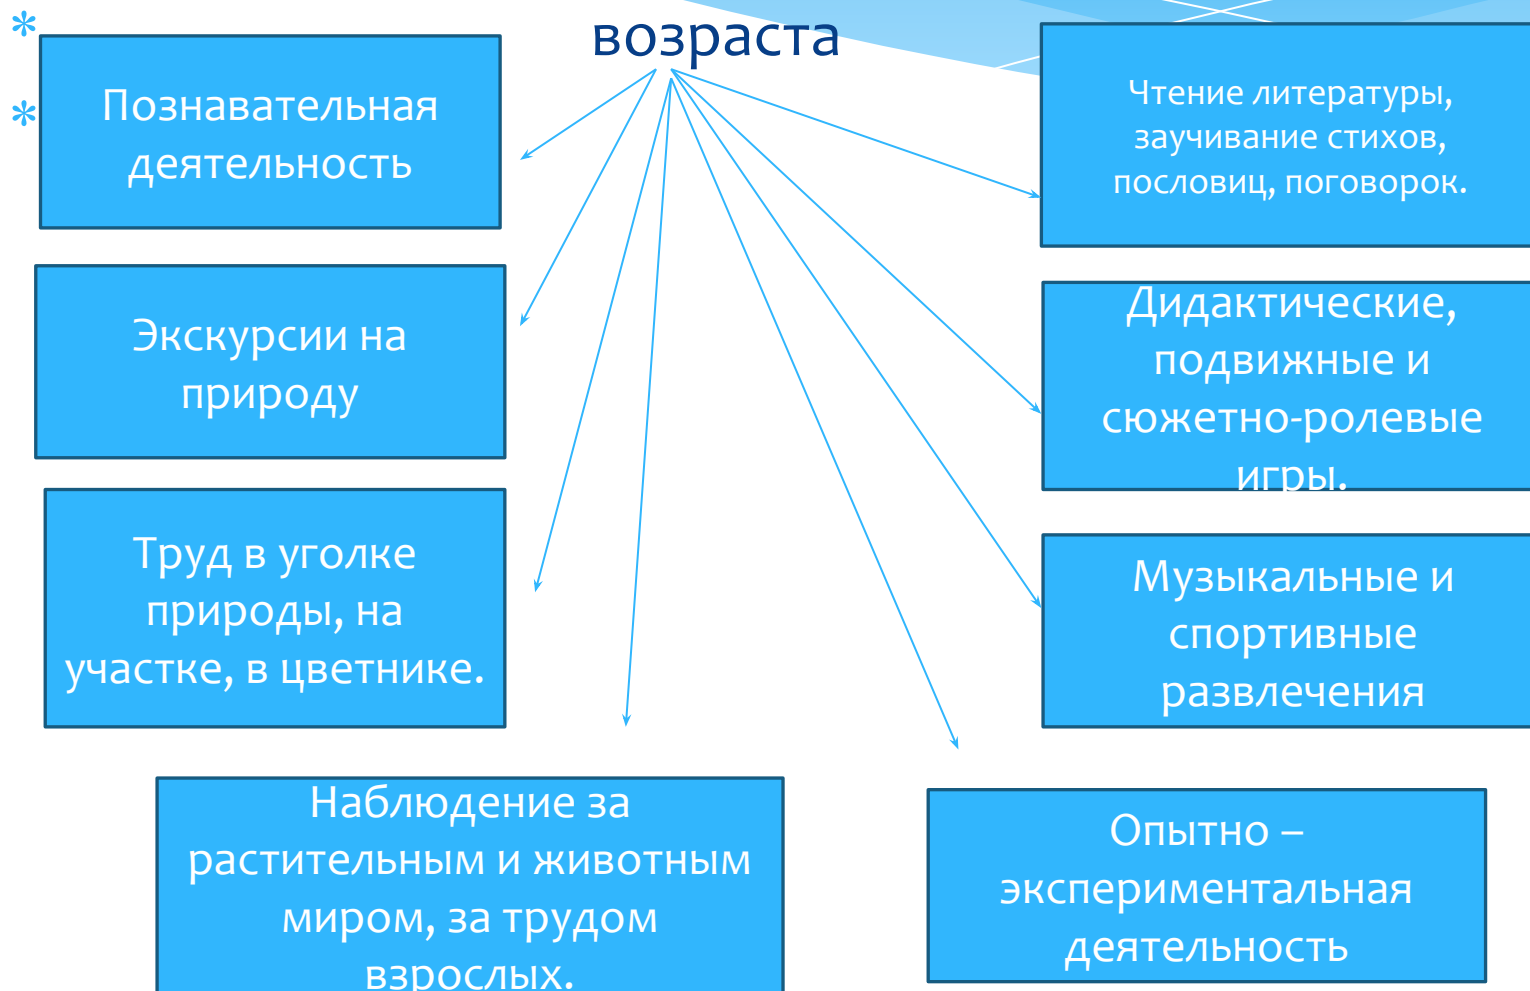 возраста
*
*
Познавательная
деятельность
Экскурсии на
природу
Труд в уголке
природы, на
участке, в цветнике.
Наблюдение за
растительным и животным
миром, за трудом
взрослых.
Чтение литературы,
заучивание стихов,
пословиц, поговорок.
Дидактические,
подвижные и
сюжетно-ролевые
игры.
Музыкальные и
спортивные
развлечения
Опытно –
экспериментальная
деятельность